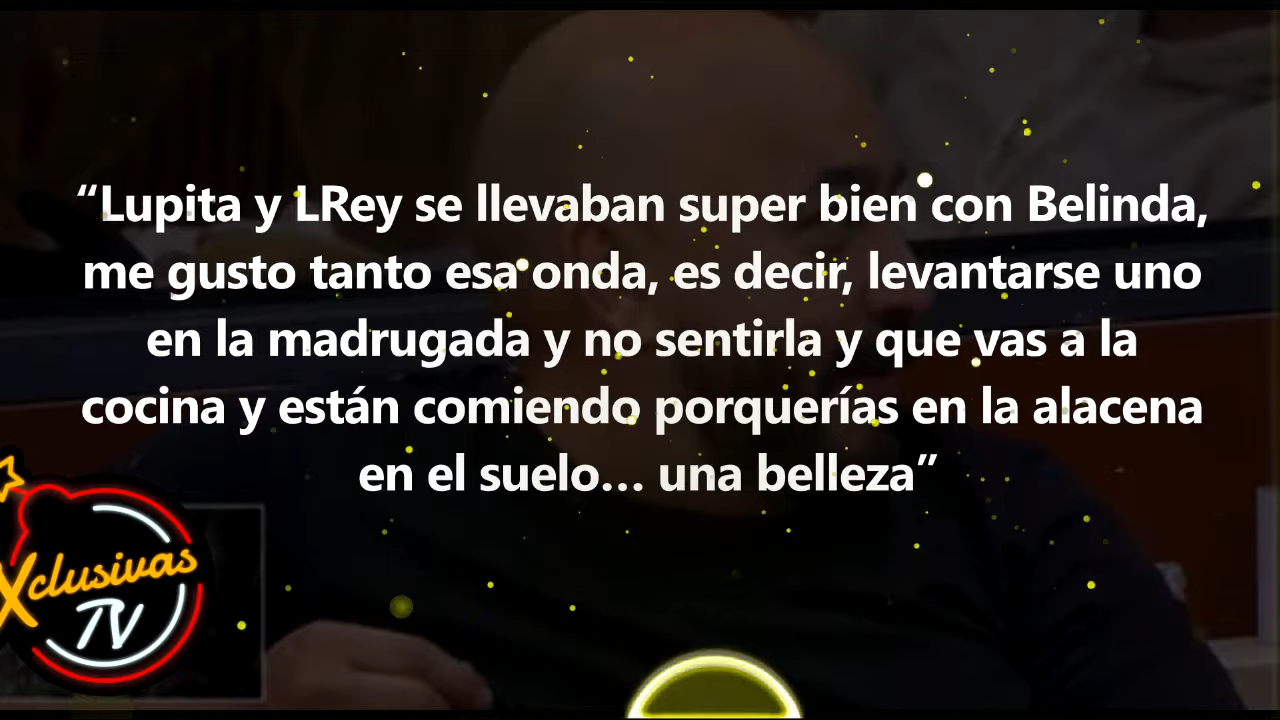 “Lupita y LRey se llevaban super bien con Belinda,
me gusto tanto esa onda, es decir, levantarse uno
en la madrugada y no sentirla y que vas a la
cocina y están comiendo porquerías en la alacena
en el suelo... una belleza”
Xclusivas
TV